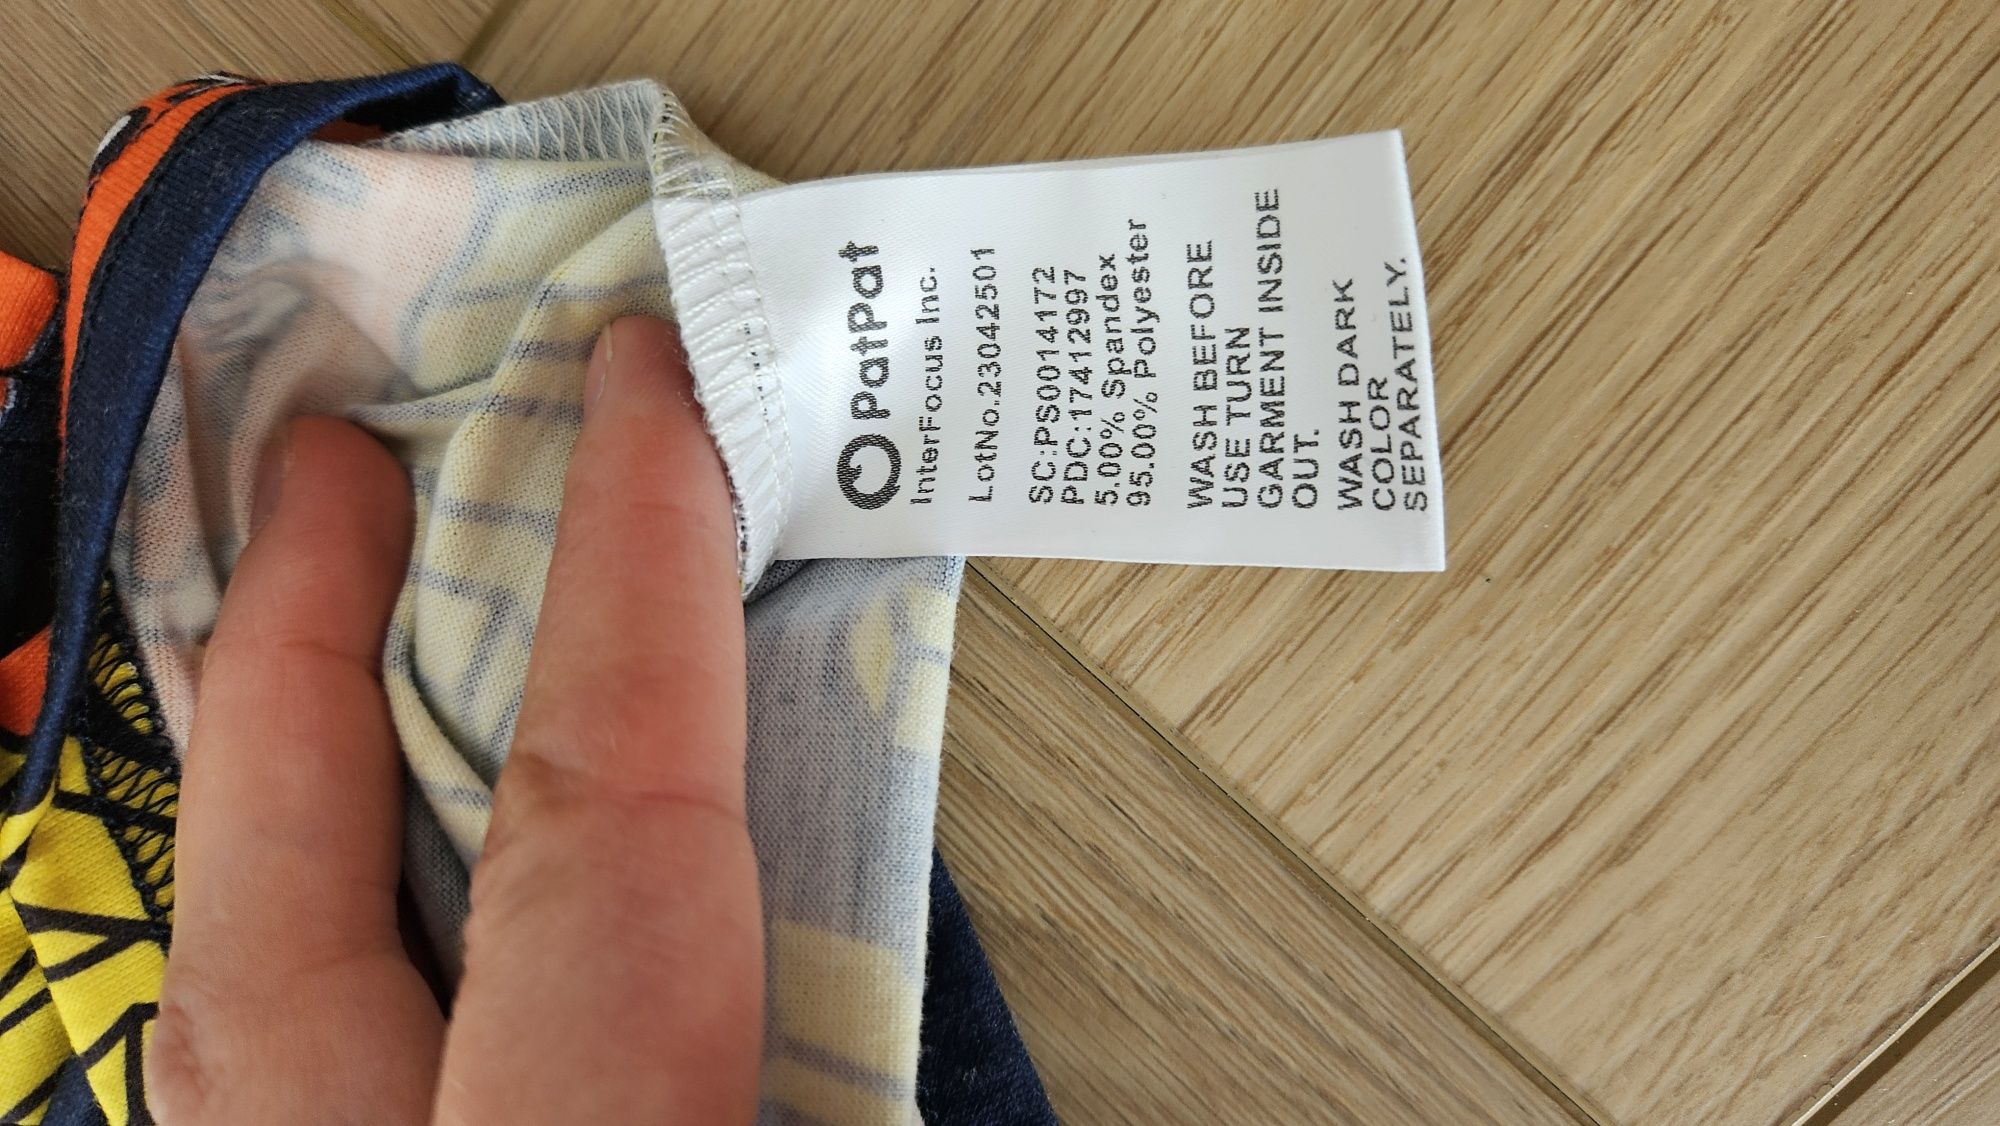 PatPat
InterFocus Inc.
LotNo.23042501
SC:PS0014172
PDC:17412997
5.00% Spandex
95.00% Polyester
WASH BEFORE
USE TURN
GARMENT INSIDE
OUT.
WASH DARK
COLOR
SEPARATELY.